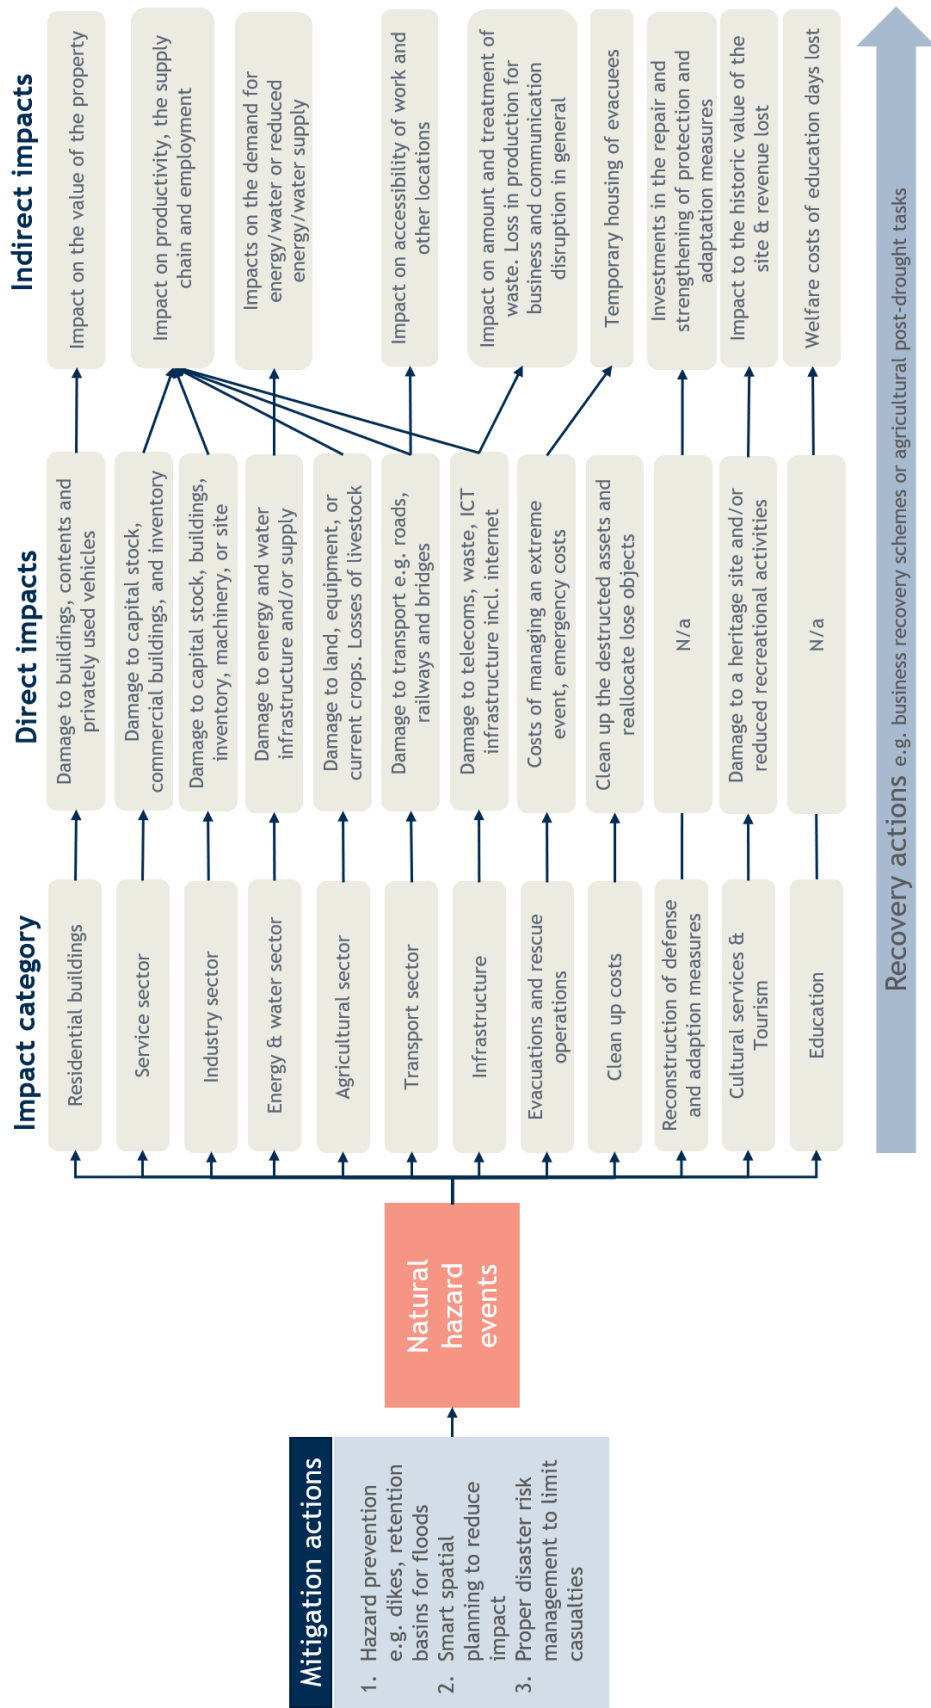 Mitigation actions
1. Hazard prevention
e.g. dikes, retention
basins for floods
2. Smart spatial
planning to reduce
impact
3. Proper disaster risk
management to limit
casualties
Natural
hazard
events
Impact category
Residential buildings
Service sector
Industry sector
Energy & water sector
Agricultural sector
Transport sector
Infrastructure
Evacuations and rescue
operations
Clean up costs
Reconstruction of defense
and adaption measures
Cultural services &
Tourism
Education
Direct impacts
Damage to buildings, contents and
privately used vehicles
Damage to capital stock,
commercial buildings, and inventory
Damage to capital stock, buildings,
inventory, machinery, or site
Damage to energy and water
infrastructure and/or supply
Damage to land, equipment, or
current crops. Losses of livestock
Damage to transport e.g. roads,
railways and bridges
Damage to telecoms, waste, ICT
infrastructure incl. internet
Costs of managing an extreme
event, emergency costs
Clean up the destructed assets and
reallocate lose objects
N/a
Damage to a heritage site and/or
reduced recreational activities
N/a
Indirect impacts
Impact on the value of the property
Impact on productivity, the supply
chain and employment
Impacts on the demand for
energy/water or reduced
energy/water supply
Impact on accessibility of work and
other locations
Impact on amount and treatment of
waste. Loss in production for
business and communication
disruption in general
Temporary housing of evacuees
Investments in the repair and
strengthening of protection and
adaptation measures
Impact to the historic value of the
site & revenue lost
Welfare costs of education days lost
Recovery actions e.g. business recovery schemes or agricultural post-drought tasks